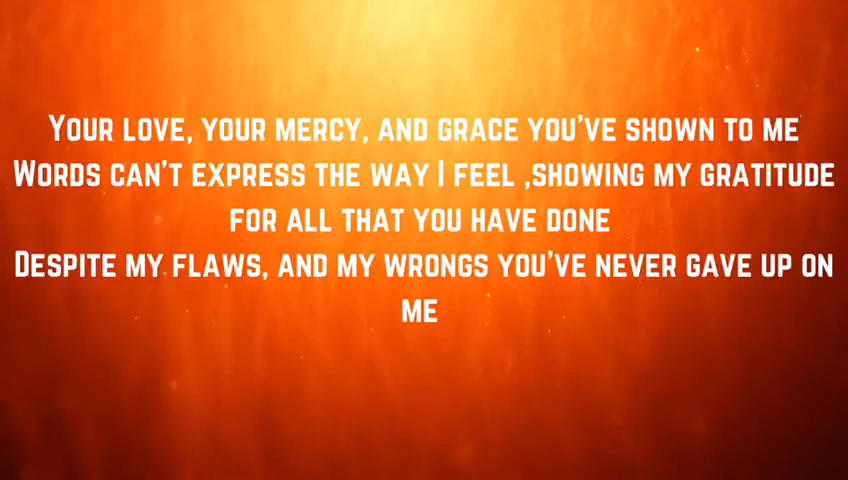 Your love, your mercy, and grace you've shown to me
Words can't express the way I feel ,showing my gratitude
for all that you have done
Despite my flaws, and my wrongs you've never gave up on
me